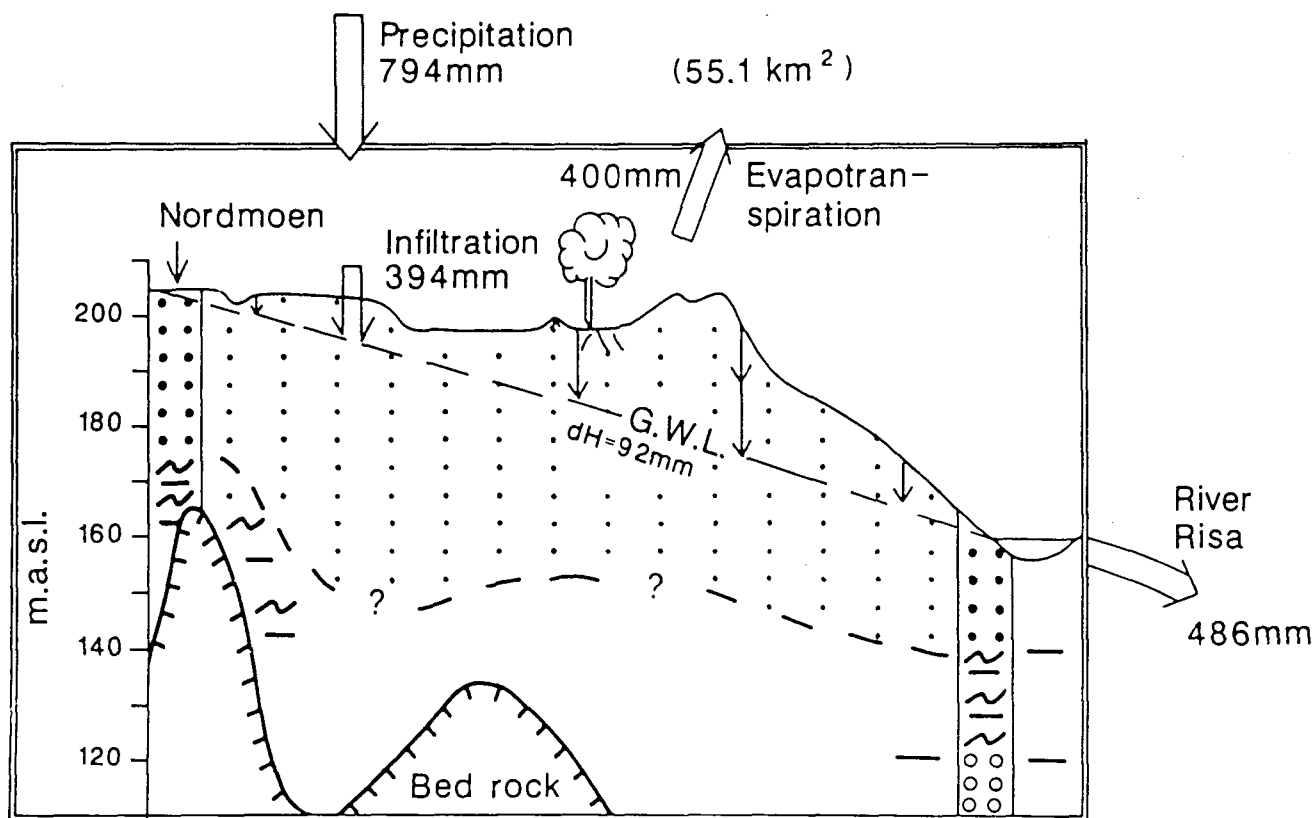 Precipitation
794mm
(55.1 km²)
400mm
Evapotran-
spiration
Nordmoen
Infiltration
394mm
200
180
160
140
120
m.a.s.l.
G.W.L.
dH=92mm
?
?
River
Risa
486mm
Bed rock